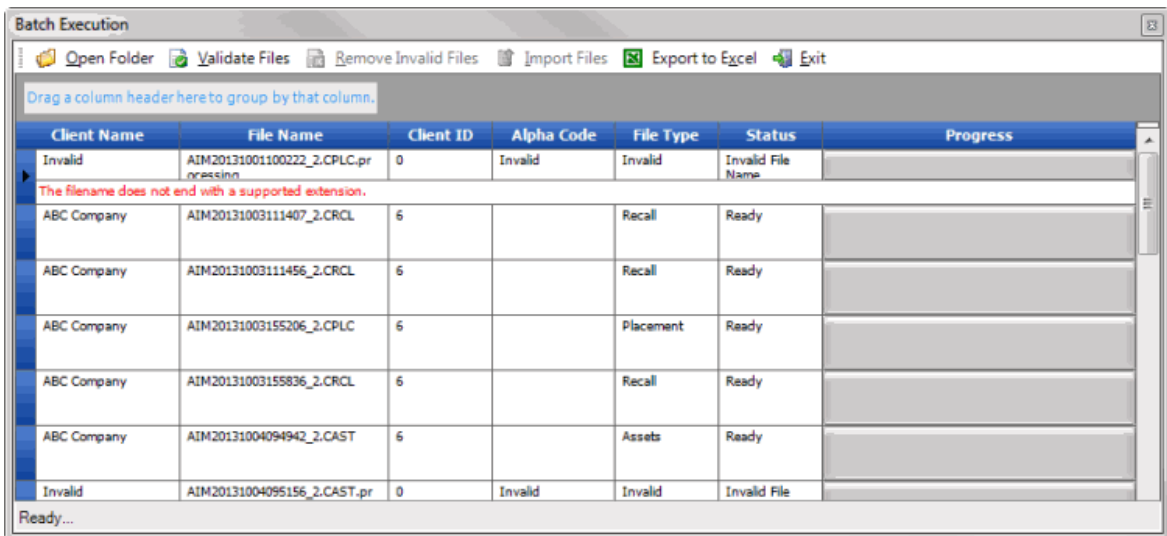 Batch Execution
Open Folder Validate Files Remove Invalid Files Import Files Export to Excel Exit
Drag a column header here to group by that column.
Client Name File Name Client ID Alpha Code File Type Status Progress
Invalid AIM20131001100222_2.CPLC.pr 0 Invalid Invalid Invalid File
ocessing Name
The filename does not end with a supported extension.
ABC Company AIM20131003111407_2.CRCL 6 Recall Ready
ABC Company AIM20131003111456_2.CRCL 6 Recall Ready
ABC Company AIM20131003155206_2.CPLC 6 Placement Ready
ABC Company AIM20131003155836_2.CRCL 6 Recall Ready
ABC Company AIM20131004094942_2.CAST 6 Assets Ready
Invalid AIM20131004095156_2.CAST.pr 0 Invalid Invalid Invalid File
Ready...